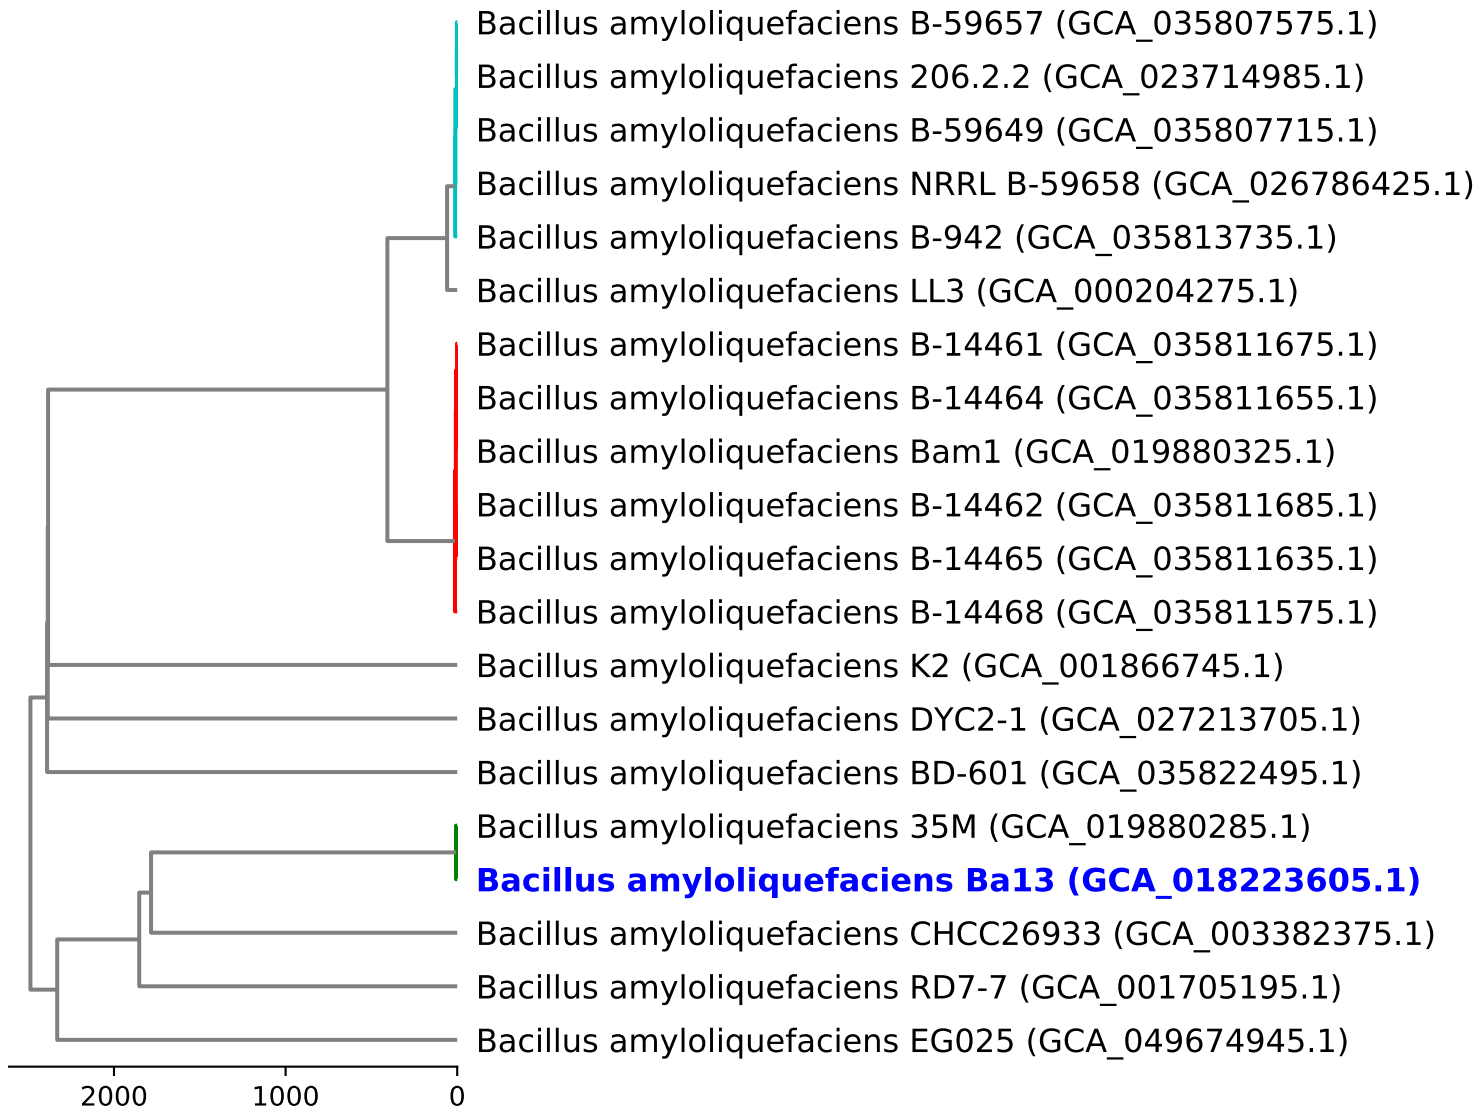 Bacillus amyloliquefaciens B-59657 (GCA_035807575.1)
Bacillus amyloliquefaciens 206.2.2 (GCA_023714985.1)
Bacillus amyloliquefaciens B-59649 (GCA_035807715.1)
Bacillus amyloliquefaciens NRRL B-59658 (GCA_026786425.1)
Bacillus amyloliquefaciens B-942 (GCA_035813735.1)
Bacillus amyloliquefaciens LL3 (GCA_000204275.1)
Bacillus amyloliquefaciens B-14461 (GCA_035811675.1)
Bacillus amyloliquefaciens B-14464 (GCA_035811655.1)
Bacillus amyloliquefaciens Bam1 (GCA_019880325.1)
Bacillus amyloliquefaciens B-14462 (GCA_035811685.1)
Bacillus amyloliquefaciens B-14465 (GCA_035811635.1)
Bacillus amyloliquefaciens B-14468 (GCA_035811575.1)
Bacillus amyloliquefaciens K2 (GCA_001866745.1)
Bacillus amyloliquefaciens DYC2-1 (GCA_027213705.1)
Bacillus amyloliquefaciens BD-601 (GCA_035822495.1)
Bacillus amyloliquefaciens 35M (GCA_019880285.1)
Bacillus amyloliquefaciens Ba13 (GCA_018223605.1)
Bacillus amyloliquefaciens CHCC26933 (GCA_003382375.1)
Bacillus amyloliquefaciens RD7-7 (GCA_001705195.1)
Bacillus amyloliquefaciens EG025 (GCA_049674945.1)
2000 1000 0